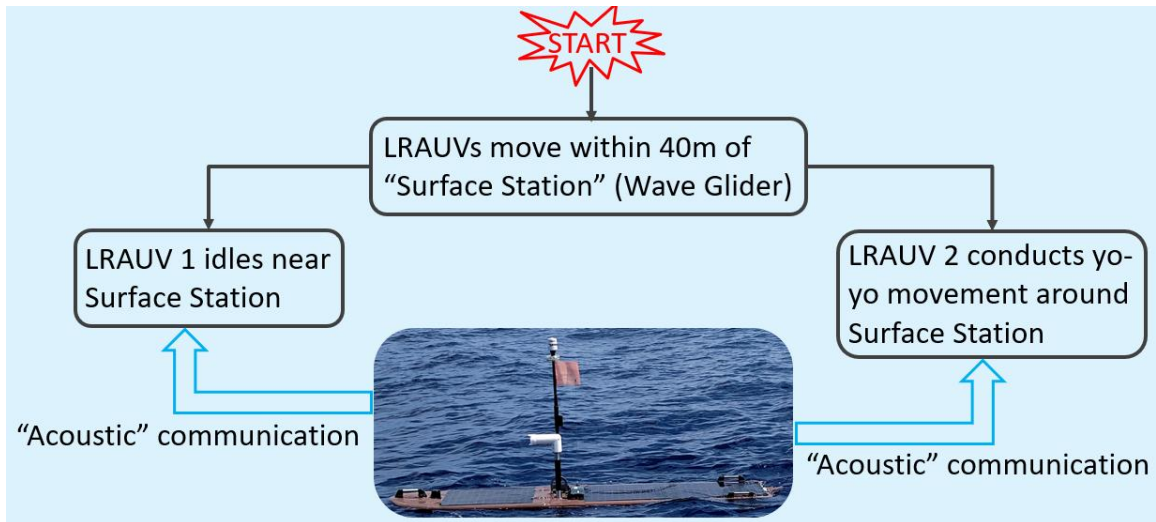 START
LRAUVs move within 40m of
“Surface Station” (Wave Glider)
LRAUV 1 idles near
Surface Station
LRAUV 2 conducts yo-
yo movement around
Surface Station
“Acoustic” communication
“Acoustic” communication